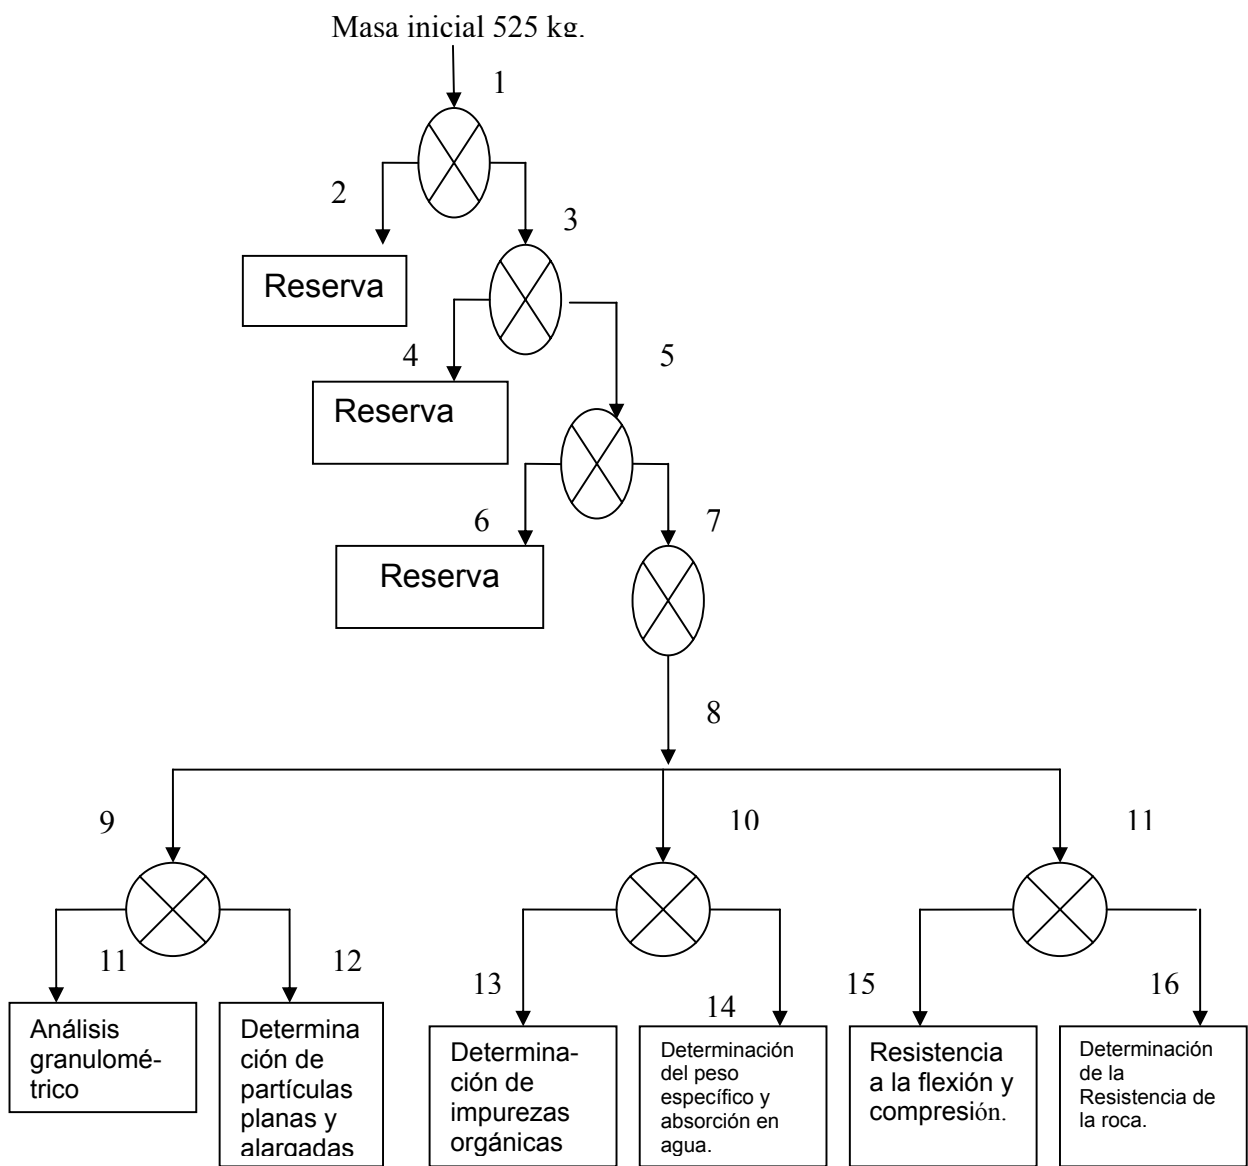 Masa inicial 525 kg.
1
2
3
Reserva
4
5
Reserva
6
7
Reserva
8
9
10
11
11
12
13
14
15
16
Análisis
granulomé-
trico
Determina
ción de
partículas
planas y
alargadas
Determina-
ción de
impurezas
orgánicas
Determinación
del peso
específico y
absorción en
agua.
Resistencia
a la flexión y
compresión.
Determinación
de la
Resistencia de
la roca.